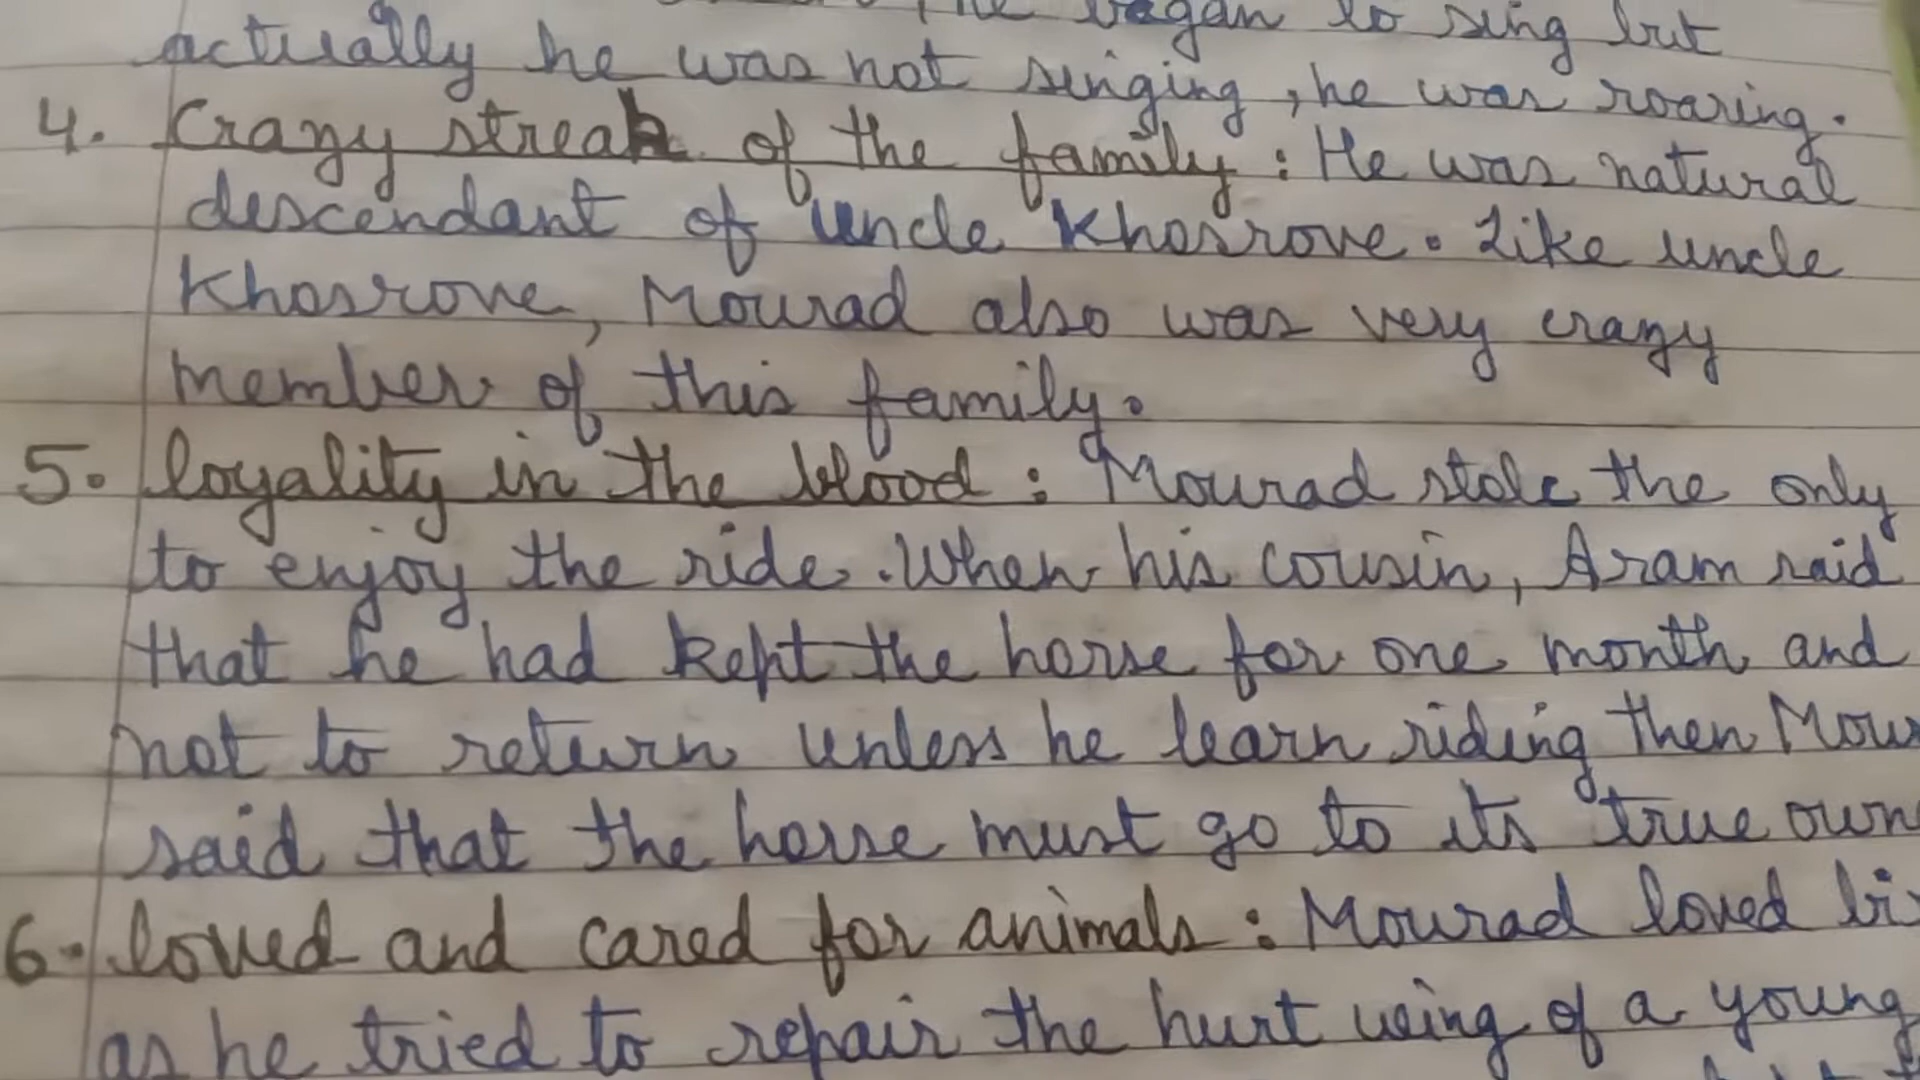 he began to sing but
actually he was not singing, he was roaring.
4. Crazy streak of the family : He was natural
descendant of uncle Khosrove. Like uncle
Khosrove, Mourad also was very crazy
member of this family.
5. loyality in the blood : Mourad stole the only
to enjoy the ride. When his cousin, Aram said
that he had kept the horse for one month and
not to return unless he learn riding then Mou
said that the horse must go to its true own
6. loved and cared for animals : Mourad loved bi
as he tried to repair the hurt wing of a young